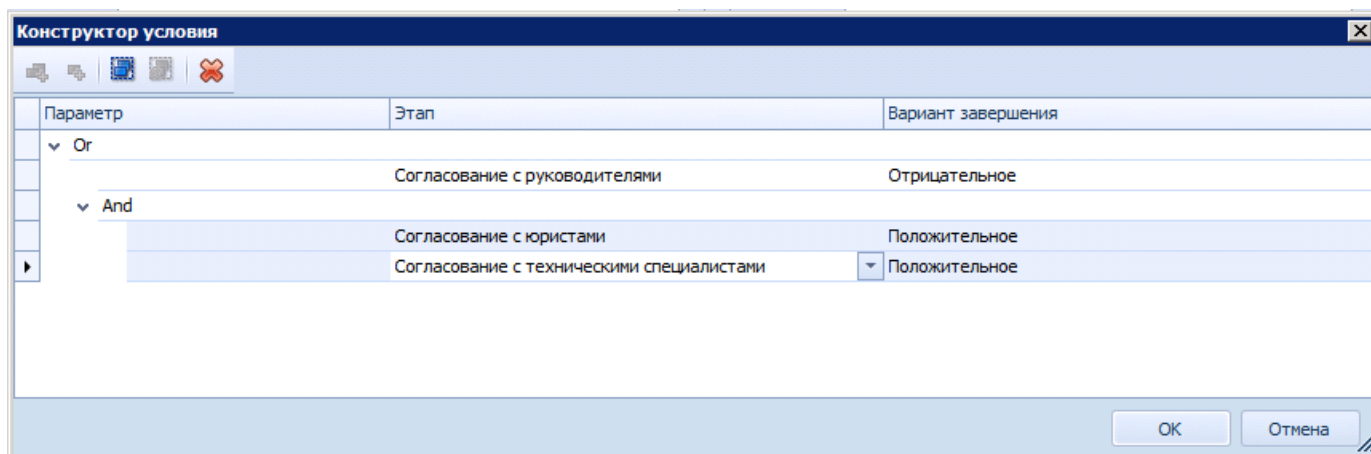 Конструктор условия
Параметр Этап Вариант завершения
Or
Согласование с руководителями Отрицательное
And
Согласование с юристами Положительное
Согласование с техническими специалистами Положительное
OK Отмена